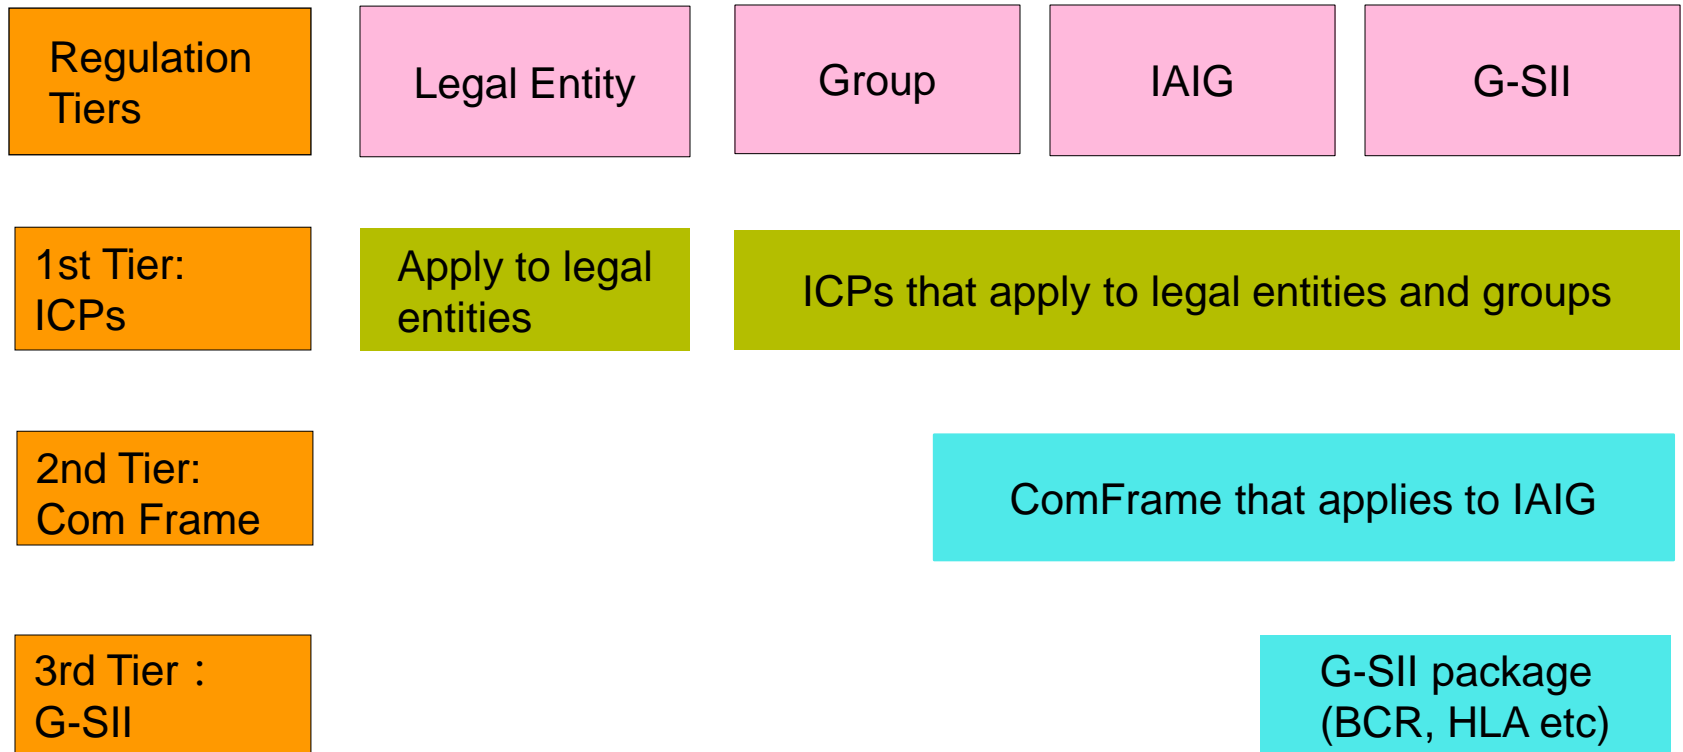 Regulation
Tiers
Legal Entity
Group
IAIG
G-SII
1st Tier:
ICPs
Apply to legal
entities
ICPs that apply to legal entities and groups
2nd Tier:
Com Frame
ComFrame that applies to IAIG
3rd Tier：
G-SII
G-SII package
(BCR, HLA etc)